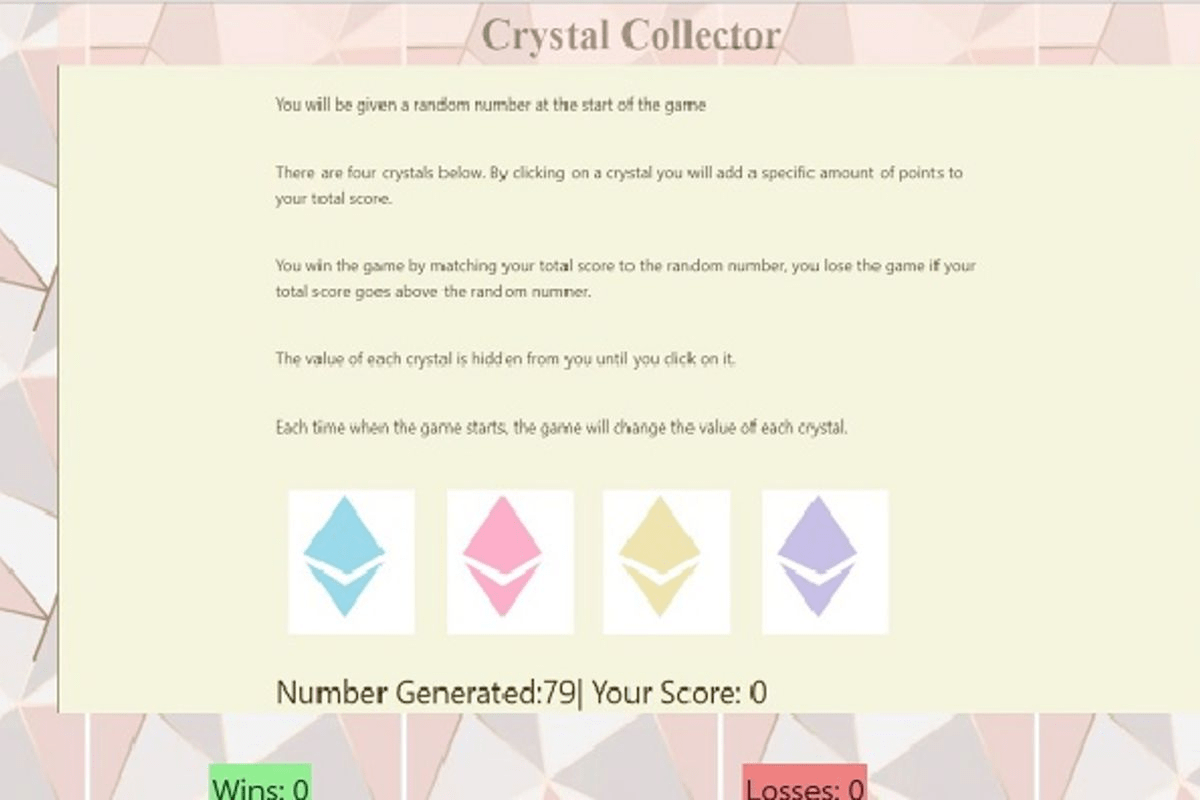 Crystal Collector
You will be given a random number at the start of the game
There are four crystals below. By clicking on a crystal you will add a specific amount of points to
your total score.
You win the game by matching your total score to the random number, you lose the game if your
total score goes above the random nummer.
The value of each crystal is hidden from you until you click on it.
Each time when the game starts, the game will change the value of each crystal.
Number Generated:79| Your Score: 0
Wins: 0 Losses: 0